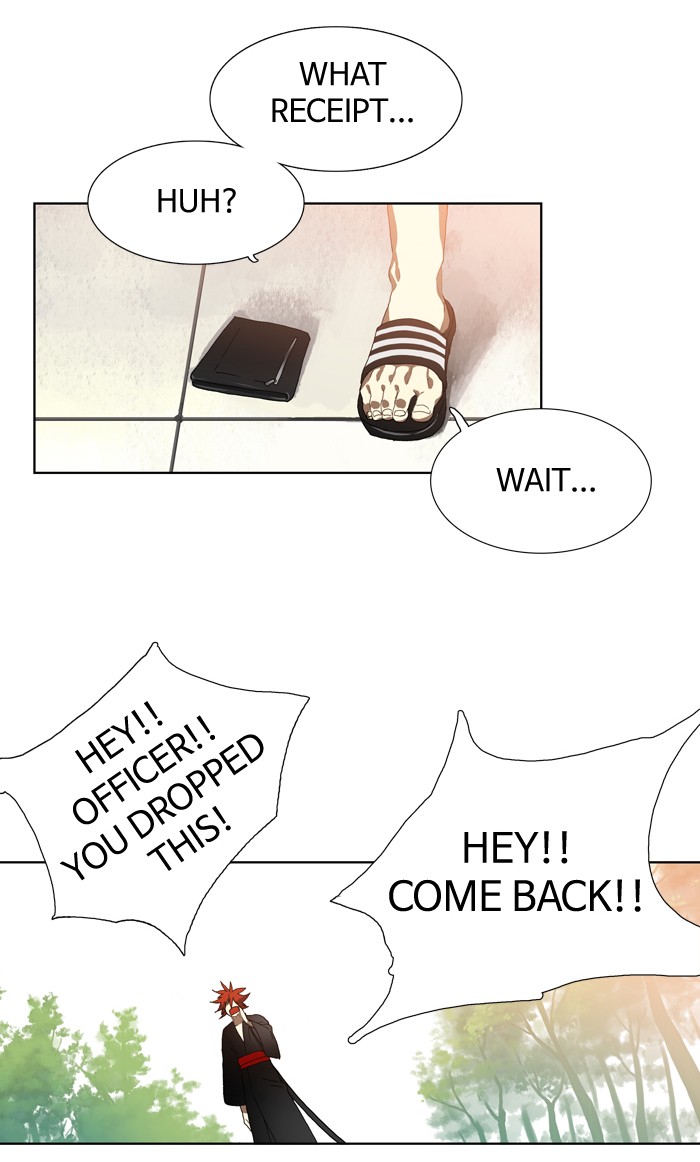 WHAT
RECEIPT...
HUH?
WAIT...
HEY!!
OFFICER!!
YOU DROPPED
THIS!
HEY!!
COME BACK!!